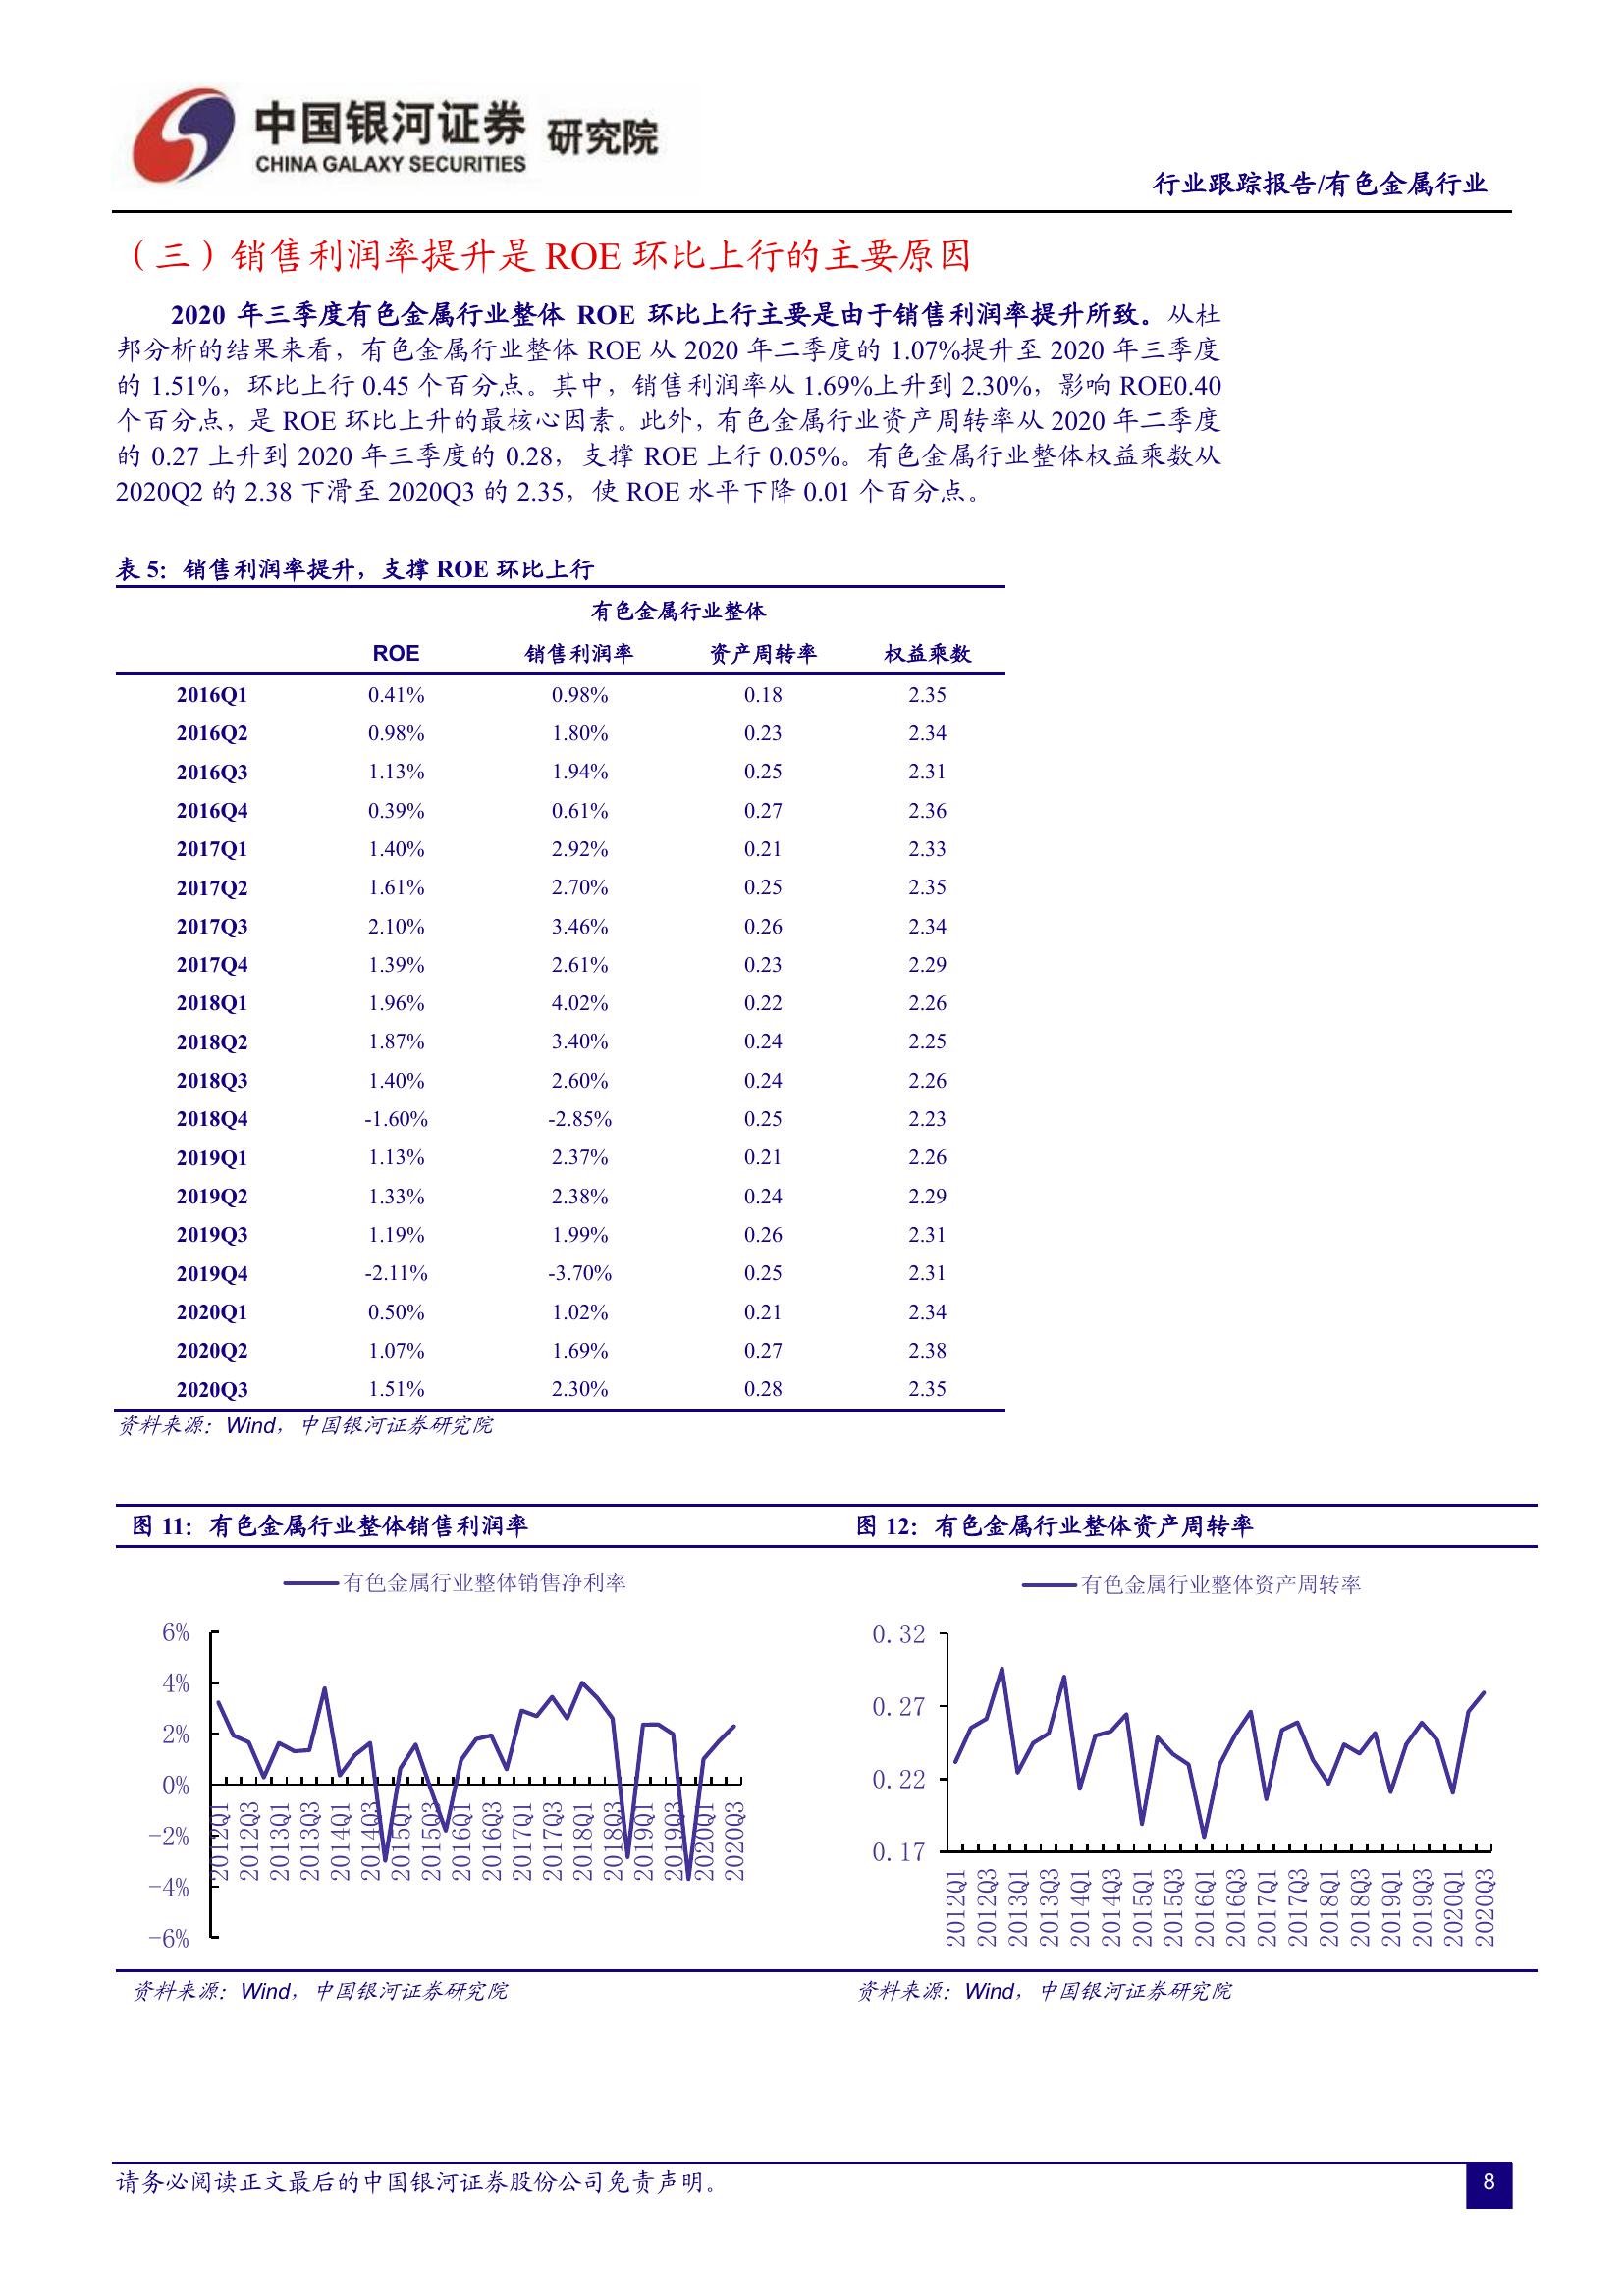 中国银河证券 研究院
CHINA GALAXY SECURITIES
行业跟踪报告/有色金属行业
（三）销售利润率提升是 ROE 环比上行的主要原因
2020 年三季度有色金属行业整体 ROE 环比上行主要是由于销售利润率提升所致。从杜
邦分析的结果来看，有色金属行业整体 ROE 从 2020 年二季度的 1.07%提升至 2020 年三季度
的 1.51%，环比上行 0.45 个百分点。其中，销售利润率从 1.69%上升到 2.30%，影响 ROE0.40
个百分点，是 ROE 环比上升的最核心因素。此外，有色金属行业资产周转率从 2020 年二季度
的 0.27 上升到 2020 年三季度的 0.28，支撑 ROE 上行 0.05%。有色金属行业整体权益乘数从
2020Q2 的 2.38 下滑至 2020Q3 的 2.35，使 ROE 水平下降 0.01 个百分点。
表 5：销售利润率提升，支撑 ROE 环比上行
有色金属行业整体
ROE 销售利润率 资产周转率 权益乘数
2016Q1 0.41% 0.98% 0.18 2.35
2016Q2 0.98% 1.80% 0.23 2.34
2016Q3 1.13% 1.94% 0.25 2.31
2016Q4 0.39% 0.61% 0.27 2.36
2017Q1 1.40% 2.92% 0.21 2.33
2017Q2 1.61% 2.70% 0.25 2.35
2017Q3 2.10% 3.46% 0.26 2.34
2017Q4 1.39% 2.61% 0.23 2.29
2018Q1 1.96% 4.02% 0.22 2.26
2018Q2 1.87% 3.40% 0.24 2.25
2018Q3 1.40% 2.60% 0.24 2.26
2018Q4 -1.60% -2.85% 0.25 2.23
2019Q1 1.13% 2.37% 0.21 2.26
2019Q2 1.33% 2.38% 0.24 2.29
2019Q3 1.19% 1.99% 0.26 2.31
2019Q4 -2.11% -3.70% 0.25 2.31
2020Q1 0.50% 1.02% 0.21 2.34
2020Q2 1.07% 1.69% 0.27 2.38
2020Q3 1.51% 2.30% 0.28 2.35
资料来源：Wind，中国银河证券研究院
图 11：有色金属行业整体销售利润率
有色金属行业整体销售净利率
6%
4%
2%
0%
-2%
-4%
-6%
2012Q1 2012Q3 2013Q1 2013Q3 2014Q1 2014Q3 2015Q1 2015Q3 2016Q1 2016Q3 2017Q1 2017Q3 2018Q1 2018Q3 2019Q1 2019Q3 2020Q1 2020Q3
资料来源：Wind，中国银河证券研究院
图 12：有色金属行业整体资产周转率
有色金属行业整体资产周转率
0.32
0.27
0.22
0.17
2012Q1 2012Q3 2013Q1 2013Q3 2014Q1 2014Q3 2015Q1 2015Q3 2016Q1 2016Q3 2017Q1 2017Q3 2018Q1 2018Q3 2019Q1 2019Q3 2020Q1 2020Q3
资料来源：Wind，中国银河证券研究院
请务必阅读正文最后的中国银河证券股份公司免责声明。
8